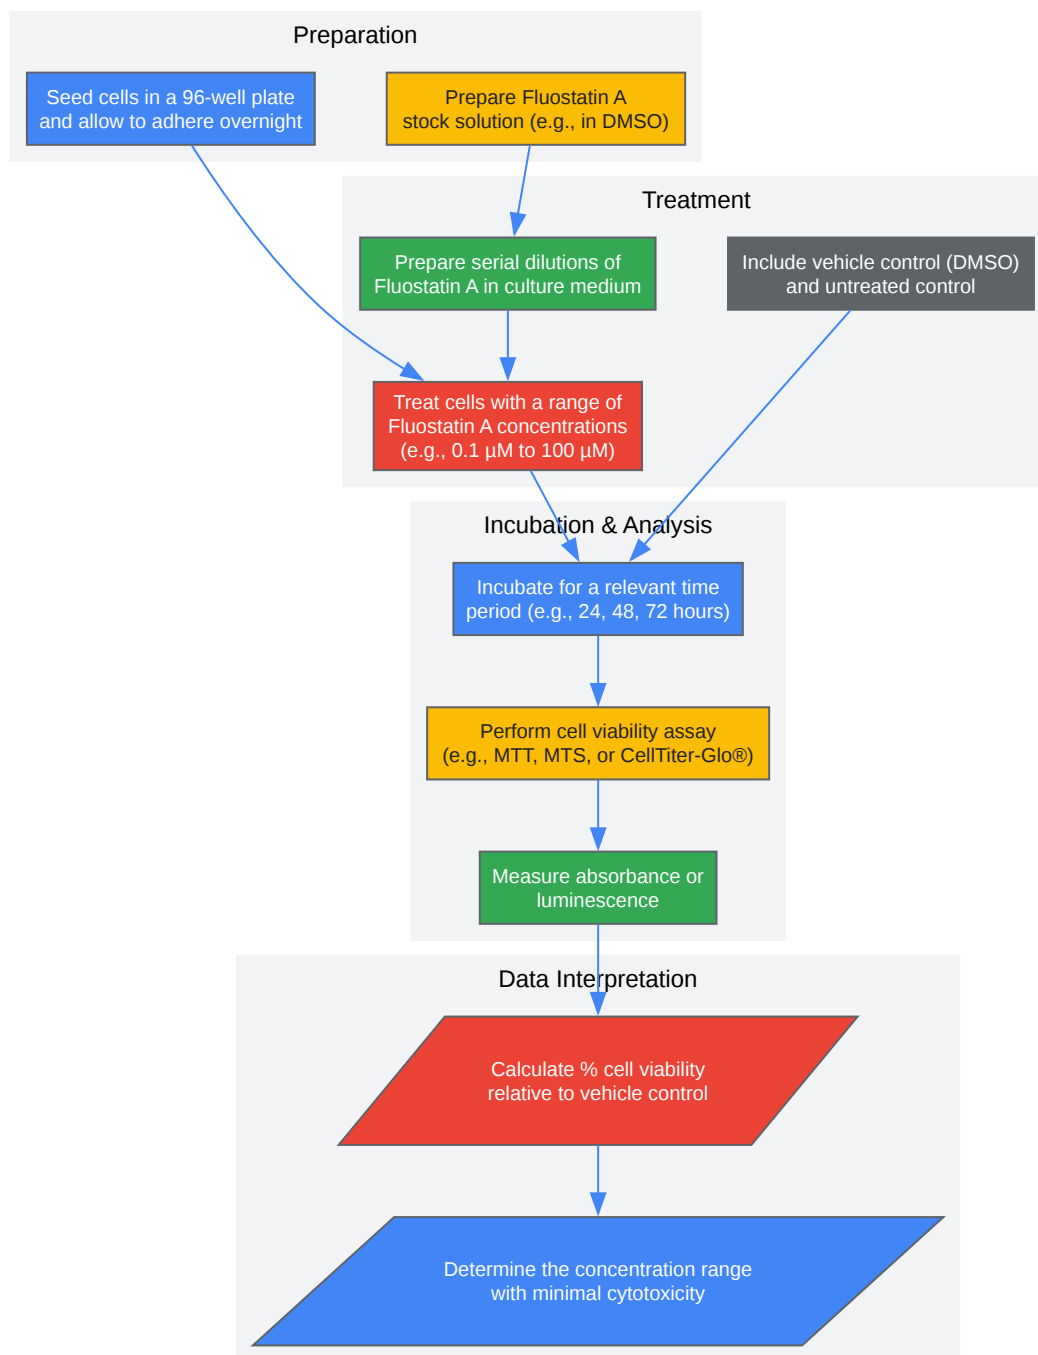 Preparation
Seed cells in a 96-well plate
and allow to adhere overnight
Prepare Fluostatin A
stock solution (e.g., in DMSO)
Treatment
Prepare serial dilutions of
Fluostatin A in culture medium
Include vehicle control (DMSO)
and untreated control
Treat cells with a range of
Fluostatin A concentrations
(e.g., 0.1 µM to 100 µM)
Incubation & Analysis
Incubate for a relevant time
period (e.g., 24, 48, 72 hours)
Perform cell viability assay
(e.g., MTT, MTS, or CellTiter-Glo®)
Measure absorbance or
luminescence
Data Interpretation
Calculate % cell viability
relative to vehicle control
Determine the concentration range
with minimal cytotoxicity